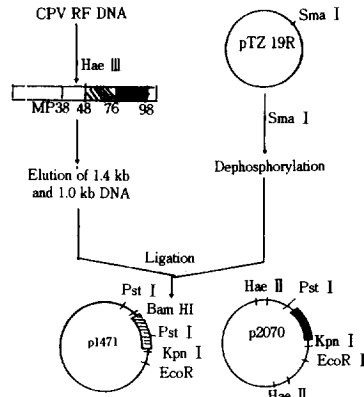 CPV RF DNA
Sma I
pTZ 19R
Hae III
MP38 48 76 98
Sma I
Elution of 1.4 kb
and 1.0 kb DNA
Dephosphorylation
Ligation
Pst I
Bam HI
Pst I
Kpn I
EcoR
p1471
Hae II
Pst I
p2070
Kpn I
EcoR I
Hae II